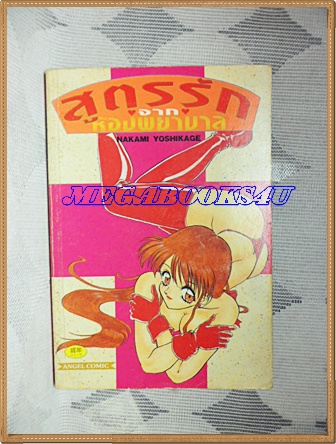 สูตรรัก
จาก
ห้องพยาบาล
NAKAMI YOSHIKAGE
MEGABOOKS4U
ANGEL COMIC